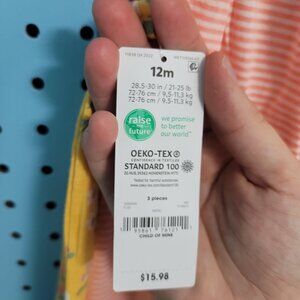 12m
28.5-30 in / 21-25 lb
72-76 cm / 9,5-11,3 kg
72-76 cm / 9,5-11,3 kg
raise
the
future
we promise
to better
our world™
OEKO-TEX®
CONFIDENCE IN TEXTILES
STANDARD 100
Tested for harmful substances
3 pieces
CHILD OF MINE
$15.98